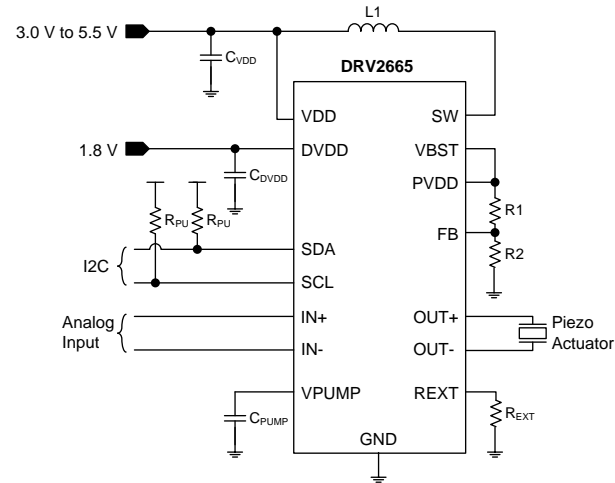 L1
3.0 V to 5.5 V
CVDD
DRV2665
VDD
SW
1.8 V
DVDD
VBST
CDVDD
PVDD
RPU
RPU
R1
FB
SDA
R2
I2C
SCL
Analog
Input
IN+
OUT+
Piezo
Actuator
IN-
OUT-
VPUMP
REXT
CPUMP
REXT
GND